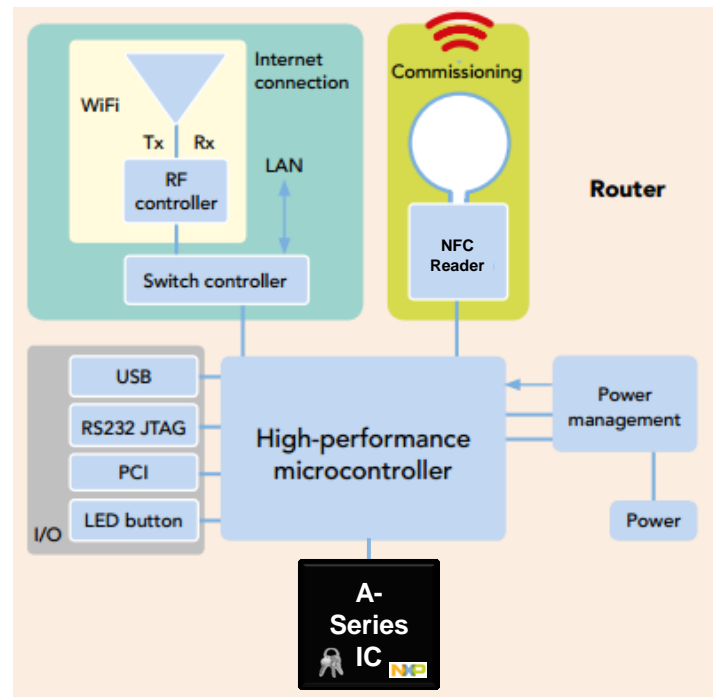 Internet
connection
WiFi
Tx Rx
RF
controller
LAN
Switch controller
Commissioning
NFC
Reader
Router
USB
RS232 JTAG
PCI
LED button
I/O
High-performance
microcontroller
Power
management
Power
A-
Series
IC
NXP